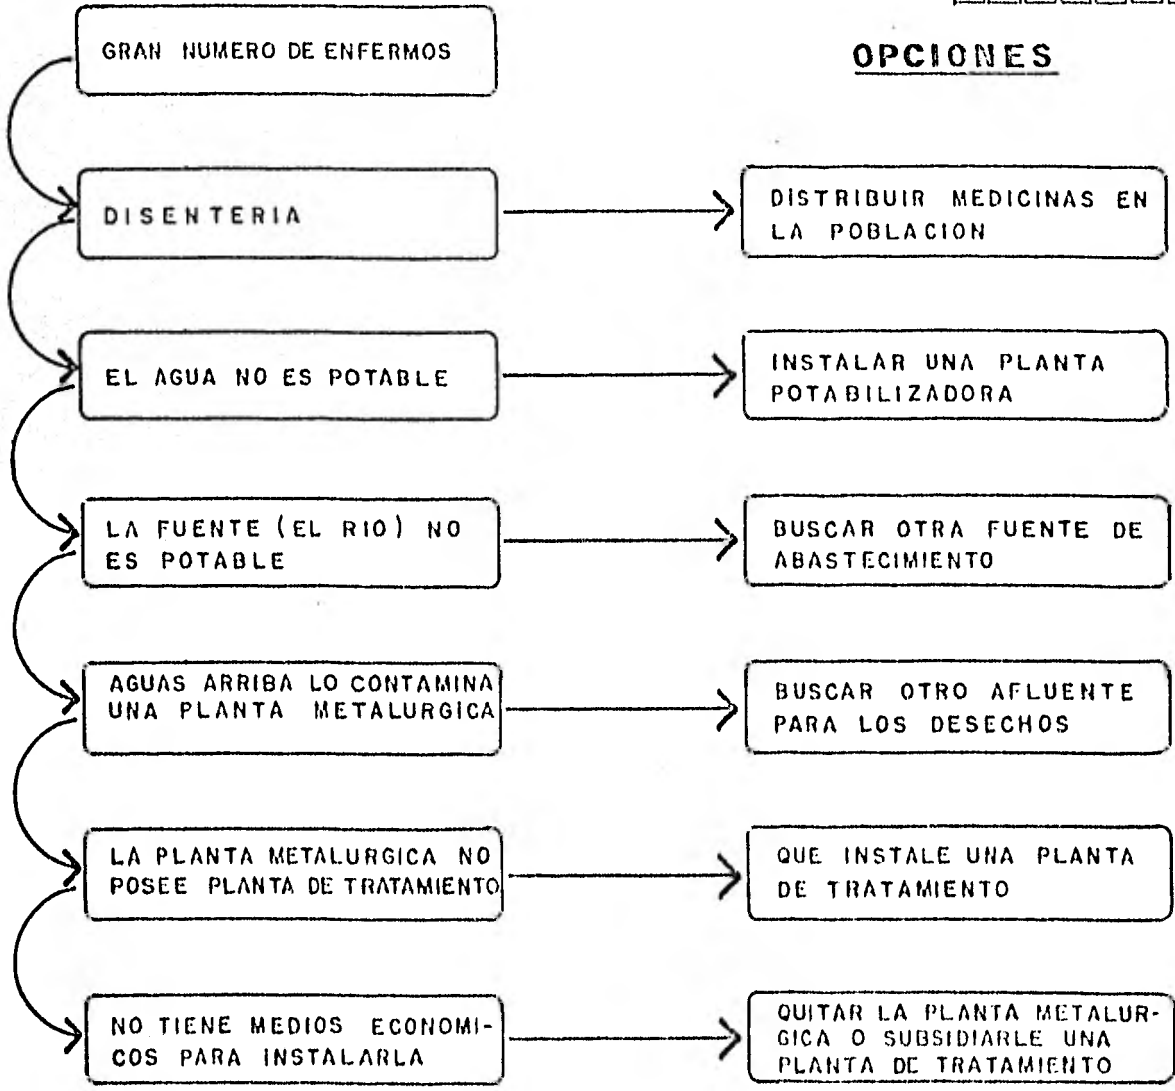 GRAN NUMERO DE ENFERMOS
OPCIONES
DISENTERIA
DISTRIBUIR MEDICINAS EN
LA POBLACION
EL AGUA NO ES POTABLE
INSTALAR UNA PLANTA
POTABILIZADORA
LA FUENTE (EL RIO) NO
ES POTABLE
BUSCAR OTRA FUENTE DE
ABASTECIMIENTO
AGUAS ARRIBA LO CONTAMINA
UNA PLANTA METALURGICA
BUSCAR OTRO AFLUENTE
PARA LOS DESECHOS
LA PLANTA METALURGICA NO
POSEE PLANTA DE TRATAMIENTO
QUE INSTALE UNA PLANTA
DE TRATAMIENTO
NO TIENE MEDIOS ECONOMI-
COS PARA INSTALARLA
QUITAR LA PLANTA METALUR-
GICA O SUBSIDIARLE UNA
PLANTA DE TRATAMIENTO